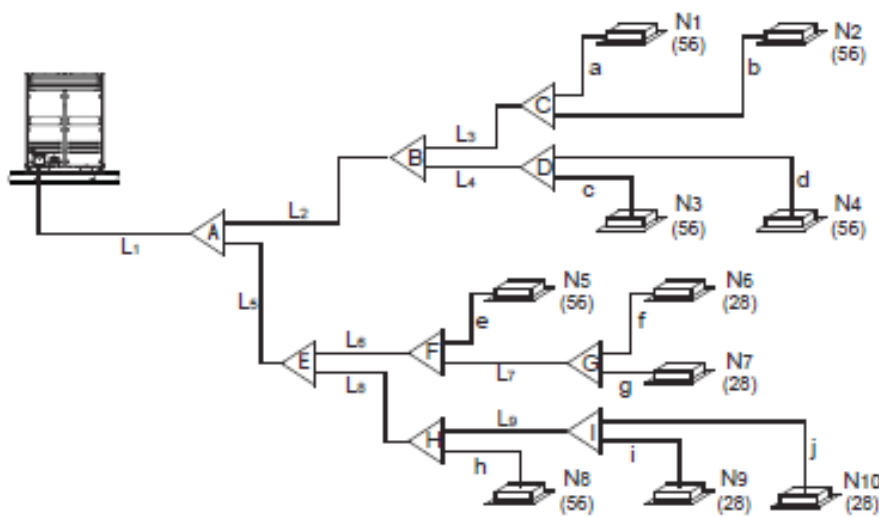 N1
(56)
N2
(56)
a
b
C
L3
B
L4
D
c
d
N3
(56)
N4
(56)
L2
A
L1
L5
N5
(56)
N6
(28)
e
f
L6
F
E
L7
G
L8
g
N7
(28)
L9
I
H
h
i
j
N8
(56)
N9
(28)
N10
(28)